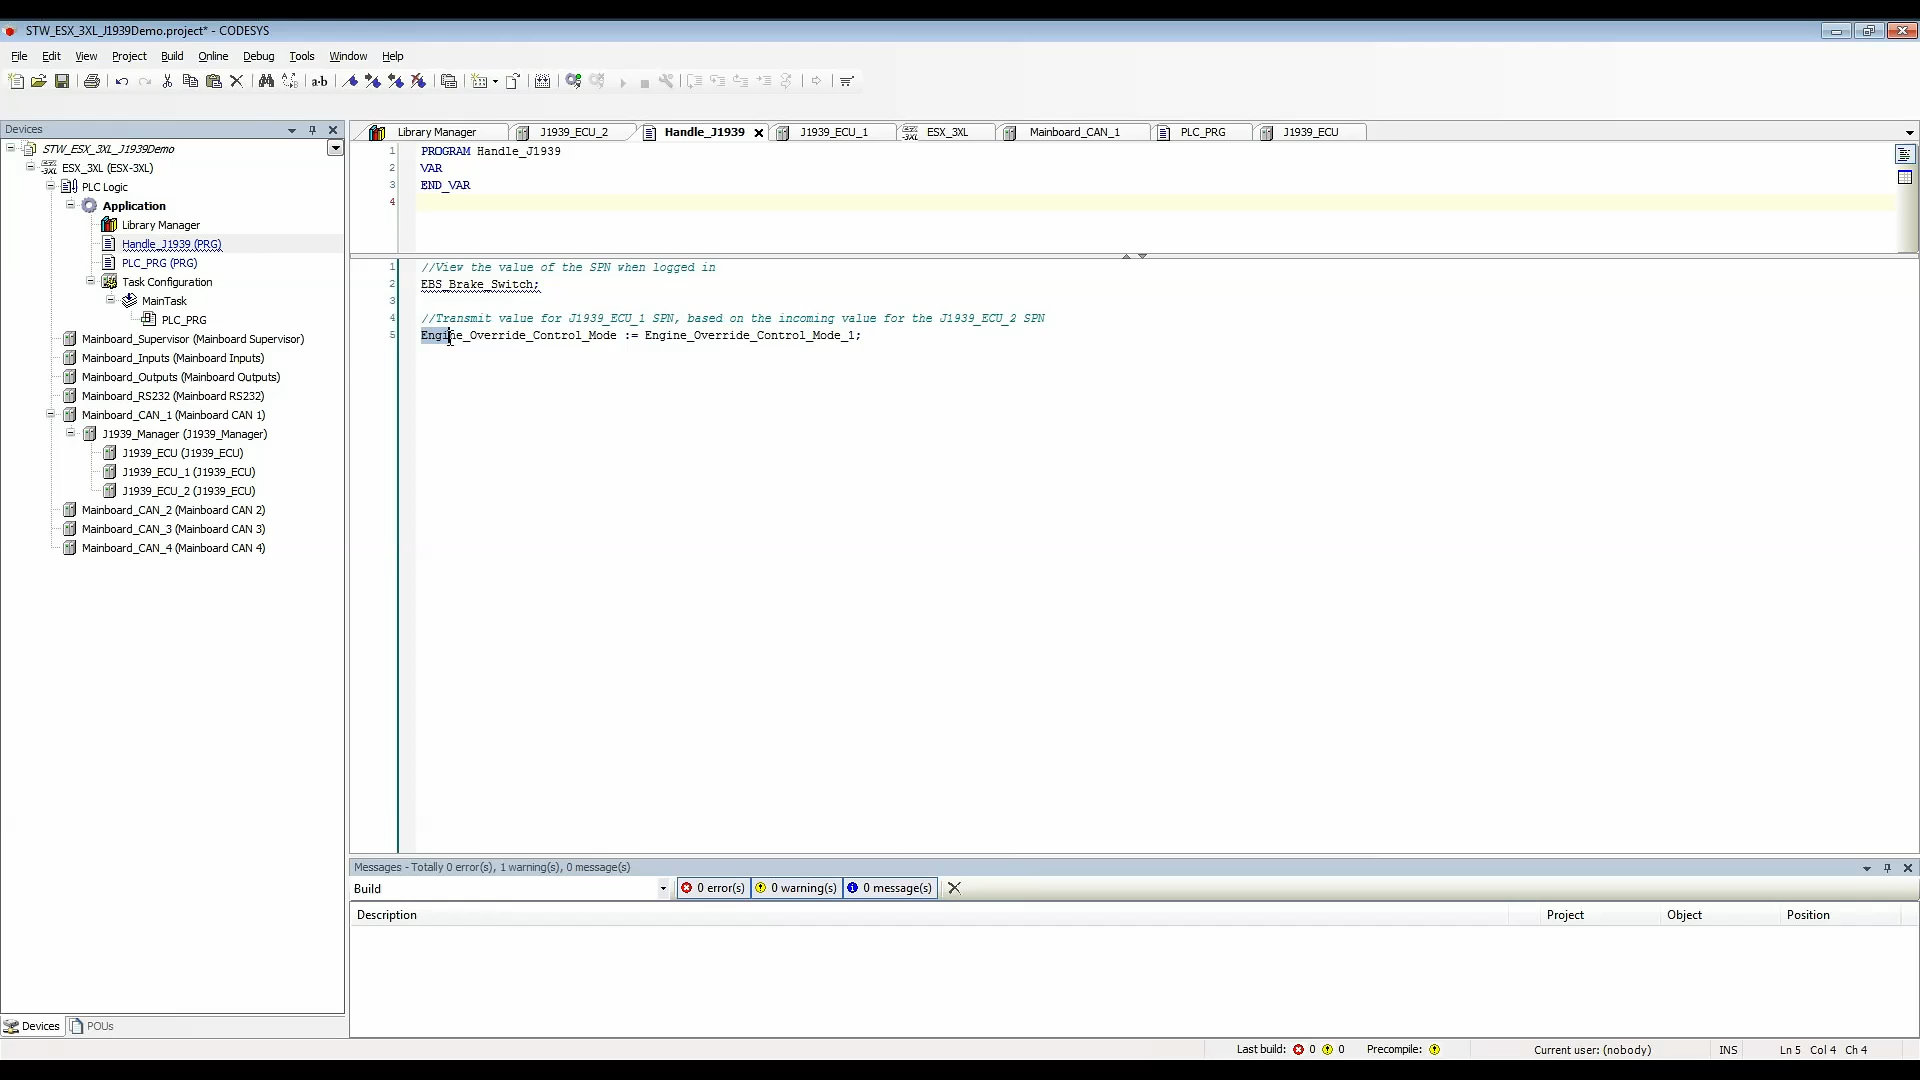 STW_ESX_3XL_J1939Demo.project* - CODESYS
File Edit View Project Build Online Debug Tools Window Help
Devices
STW_ESX_3XL_J1939Demo
ESX_3XL (ESX-3XL)
PLC Logic
Application
Library Manager
Handle_J1939 (PRG)
PLC_PRG (PRG)
Task Configuration
MainTask
PLC_PRG
Mainboard_Supervisor (Mainboard Supervisor)
Mainboard_Inputs (Mainboard Inputs)
Mainboard_Outputs (Mainboard Outputs)
Mainboard_RS232 (Mainboard RS232)
Mainboard_CAN_1 (Mainboard CAN 1)
J1939_Manager (J1939_Manager)
J1939_ECU (J1939_ECU)
J1939_ECU_1 (J1939_ECU)
J1939_ECU_2 (J1939_ECU)
Mainboard_CAN_2 (Mainboard CAN 2)
Mainboard_CAN_3 (Mainboard CAN 3)
Mainboard_CAN_4 (Mainboard CAN 4)
Devices POUs
Library Manager J1939_ECU_2 Handle_J1939 J1939_ECU_1 ESX_3XL Mainboard_CAN_1 PLC_PRG J1939_ECU
1 PROGRAM Handle_J1939
2 VAR
3 END_VAR
4
1 //View the value of the SPN when logged in
2 EBS_Brake_Switch;
3
4 //Transmit value for J1939_ECU_1 SPN, based on the incoming value for the J1939_ECU_2 SPN
5 Engine_Override_Control_Mode := Engine_Override_Control_Mode_1;
Messages - Totally 0 error(s), 1 warning(s), 0 message(s)
Build 0 error(s) 0 warning(s) 0 message(s)
Description Project Object Position
Last build: 0 0 Precompile: Current user: (nobody) INS Ln 5 Col 4 Ch 4